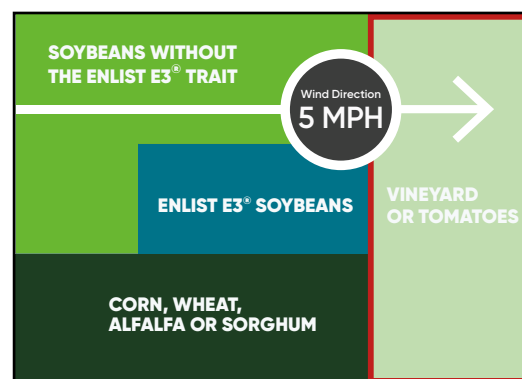 SOYBEANS WITHOUT
THE ENLIST E3® TRAIT
Wind Direction
5 MPH
ENLIST E3® SOYBEANS
VINEYARD
OR TOMATOES
CORN, WHEAT,
ALFALFA OR SORGHUM